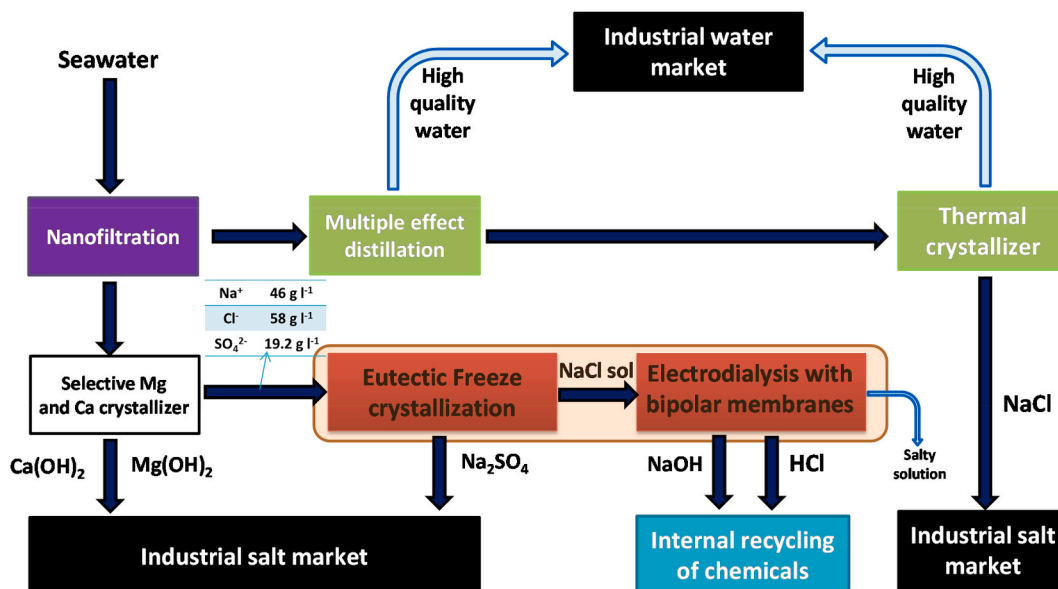 Seawater
Industrial water
market
High
quality
water
High
quality
water
Nanofiltration
Multiple effect
distillation
Thermal
crystallizer
Na⁺ 46 g l⁻¹
Cl⁻ 58 g l⁻¹
SO₄²⁻ 19.2 g l⁻¹
Selective Mg
and Ca crystallizer
Eutectic Freeze
crystallization
NaCl sol
Electrodialysis with
bipolar membranes
NaCl
Ca(OH)₂
Mg(OH)₂
Na₂SO₄
NaOH
HCl
Salty
solution
Industrial salt market
Internal recycling
of chemicals
Industrial salt
market